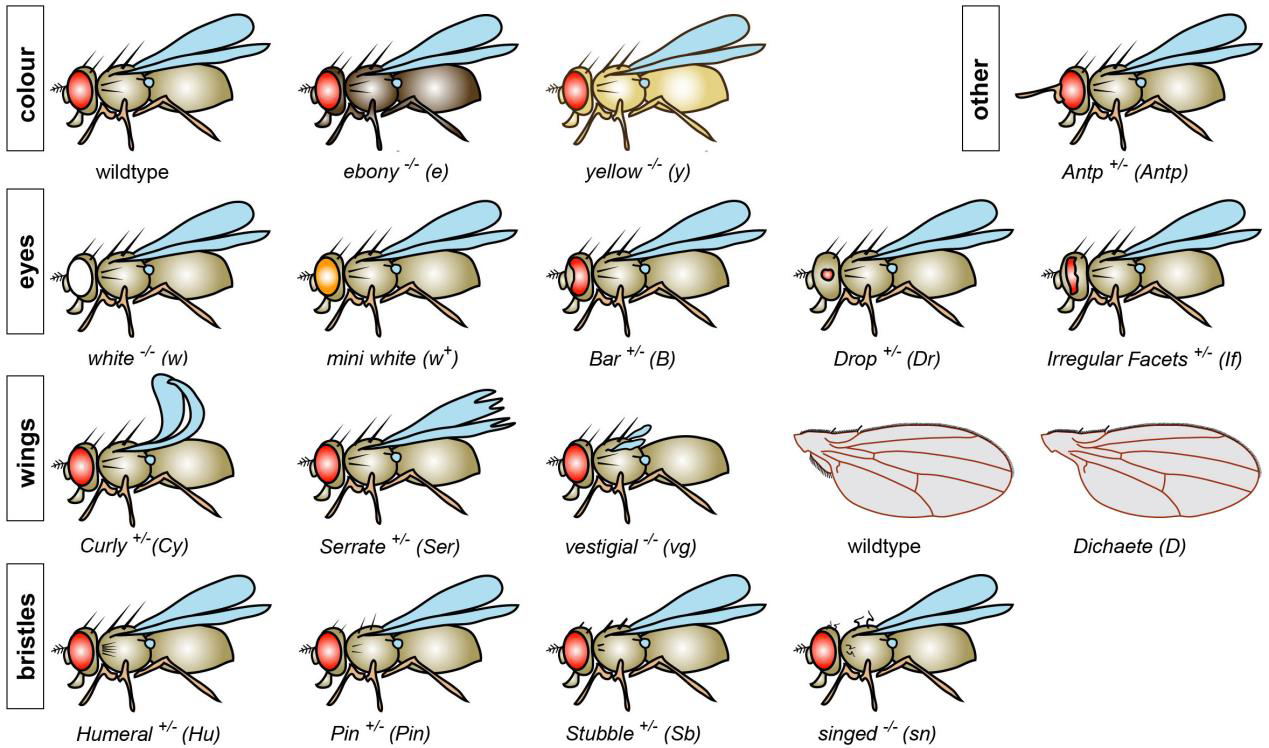 colour
wildtype
ebony -/- (e)
yellow -/- (y)
other
Antp +/- (Antp)
eyes
white -/- (w)
mini white (w+)
Bar +/- (B)
Drop +/- (Dr)
Irregular Facets +/- (If)
wings
Curly +/-(Cy)
Serrate +/- (Ser)
vestigial -/- (vg)
wildtype
Dichaete (D)
bristles
Humeral +/- (Hu)
Pin +/- (Pin)
Stubble +/- (Sb)
singed -/- (sn)